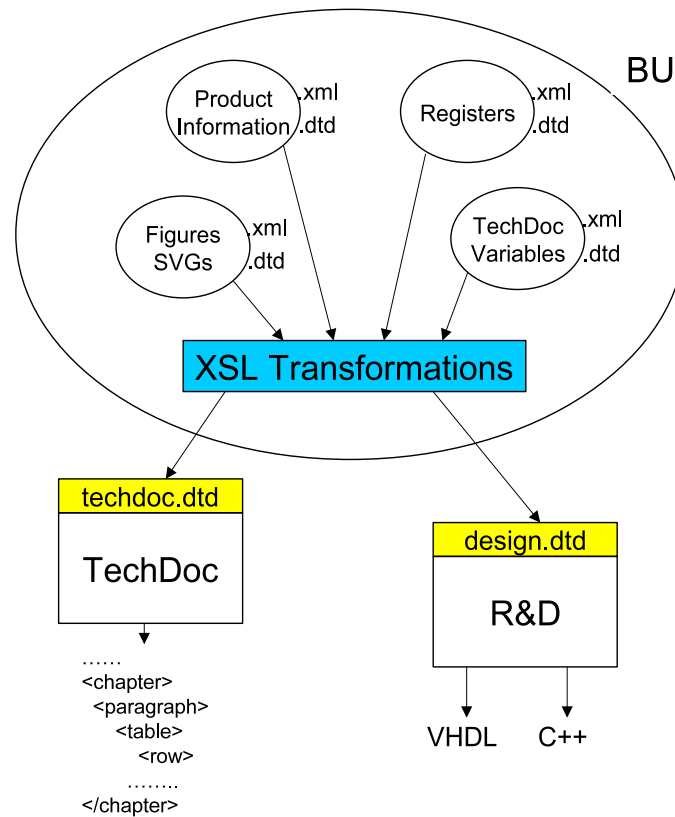 BU
Product
Information
.xml
.dtd
Registers
.xml
.dtd
Figures
SVGs
.xml
.dtd
TechDoc
Variables
.xml
.dtd
XSL Transformations
techdoc.dtd
TechDoc
design.dtd
R&D
......
<chapter>
<paragraph>
<table>
<row>
........
</chapter>
VHDL
C++